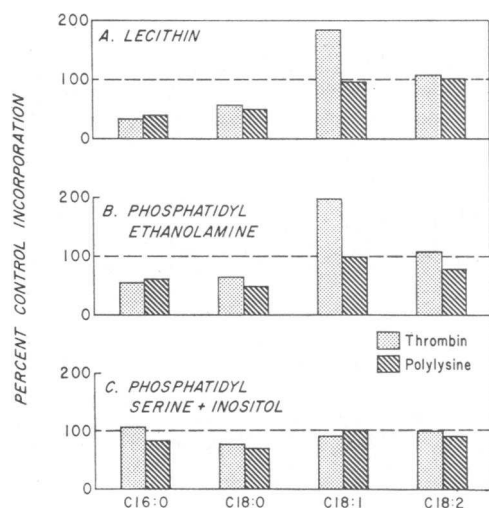 PERCENT CONTROL INCORPORATION
200
A. LECITHIN
100
0
200
B. PHOSPHATIDYL
ETHANOLAMINE
100
0
Thrombin
Polylysine
200
C. PHOSPHATIDYL
SERINE + INOSITOL
100
0
C16:0 C18:0 C18:1 C18:2